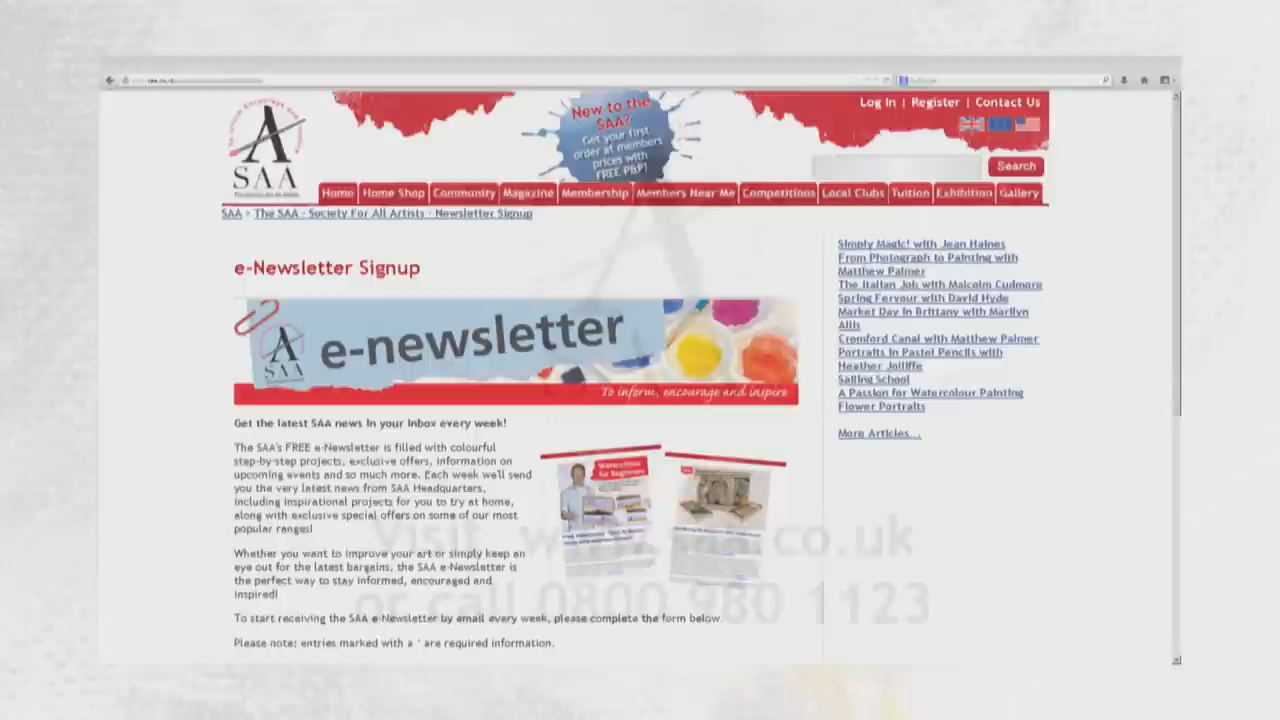 Log In | Register | Contact Us
New to the
SAA?
Get your first
order at members
prices with
FREE P&P!
SAA
Search
Home Home Shop Community Magazine Membership Members Near Me Competitions Local Clubs Tuition Exhibition Gallery
SAA > The SAA - Society For All Artists - Newsletter Signup
e-Newsletter Signup
SAA
e-newsletter
To inform, encourage and inspire
Get the latest SAA news in your inbox every week!
The SAA's FREE e-Newsletter is filled with colourful
step-by-step projects, exclusive offers, information on
upcoming events and so much more. Each week we'll send
you the very latest news from SAA Headquarters,
including inspirational projects for you to try at home,
along with exclusive special offers on some of our most
popular ranges!
Whether you want to improve your art or simply keep an
eye out for the latest bargains, the SAA e-Newsletter is
the perfect way to stay informed, encouraged and
inspired!
To start receiving the SAA e-Newsletter by email every week, please complete the form below.
Please note: entries marked with a * are required information.
Watercolour
for Beginners
Simply Magic! with Jean Haines
From Photograph to Painting with
Matthew Palmer
The Italian Job with Malcolm Cudmore
Spring Fervour with David Hyde
Market Day in Brittany with Marilyn
Allis
Cromford Canal with Matthew Palmer
Portraits in Pastel Pencils with
Heather Jolliffe
Sailing School
A Passion for Watercolour Painting
Flower Portraits
More Articles...
Visit www.saa.co.uk
or call 0800 980 1123